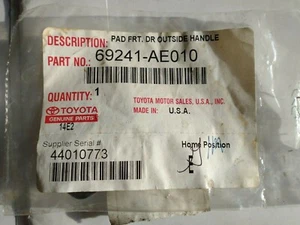 DESCRIPTION: PAD FRT. DR OUTSIDE HANDLE
PART NO.: 69241-AE010
QUANTITY: 1
TOYOTA
GENUINE PARTS
14E2
TOYOTA MOTOR SALES, U.S.A., INC.
MADE IN: U.S.A.
Supplier Serial #
44010773
Home Position